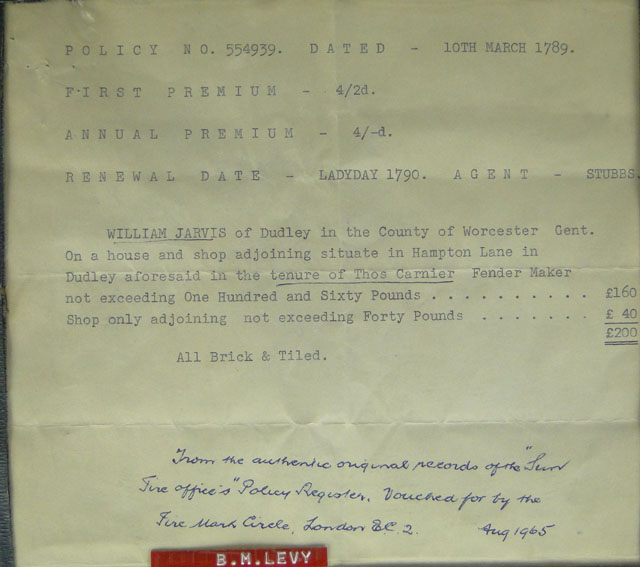 POLICY NO. 554939. DATED - 10TH MARCH 1789.
FIRST PREMIUM - 4/2d.
ANNUAL PREMIUM - 4/-d.
RENEWAL DATE - LADYDAY 1790. AGENT - STUBBS.
WILLIAM JARVIS of Dudley in the County of Worcester Gent.
On a house and shop adjoining situate in Hampton Lane in
Dudley aforesaid in the tenure of Thos Carnier Fender Maker
not exceeding One Hundred and Sixty Pounds . . . . . . . . . . . £160
Shop only adjoining not exceeding Forty Pounds . . . . . . . £ 40
£200
All Brick & Tiled.
From the authentic original records of the "Sun
Fire office's" Policy Register. Vouched for by the
Fire Mark Circle, London EC. 2. Aug 1965
B.M.LEVY